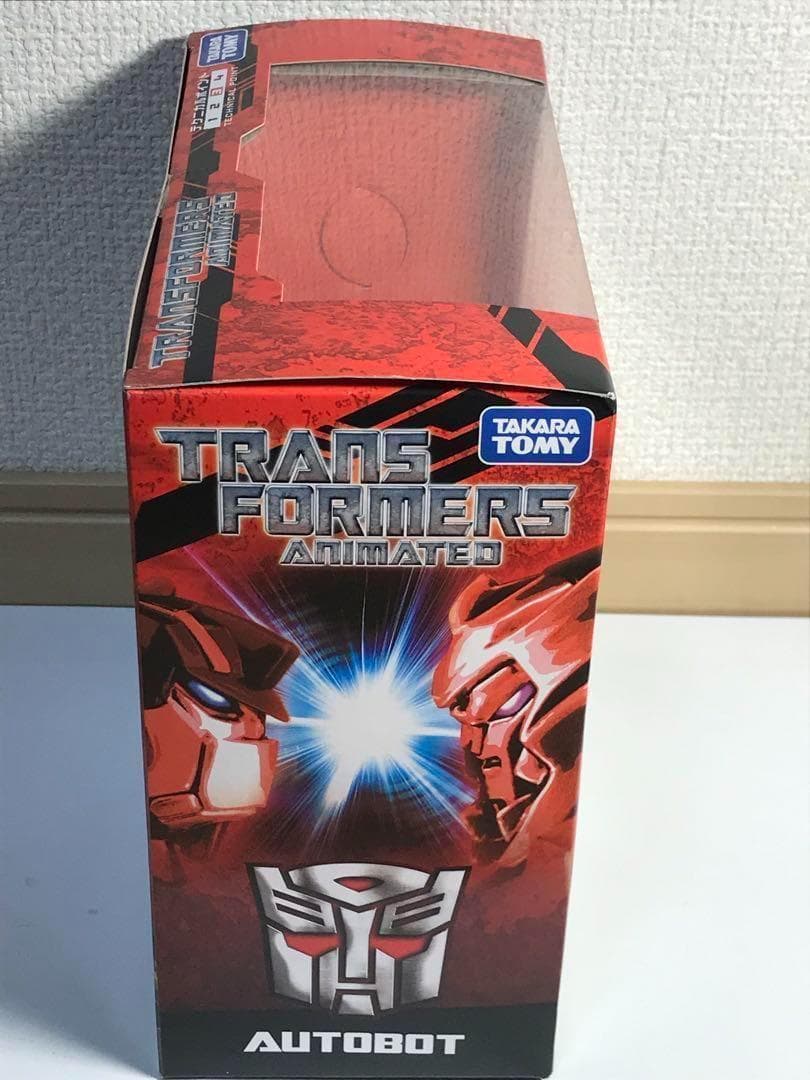 TAKARA
TOMY
テクニカルポイント
1 2 3 4
TECHNICAL POINT
TRANSFORMERS
ANIMATED
TAKARA
TOMY
TRANS
FORMERS
ANIMATED
AUTOBOT